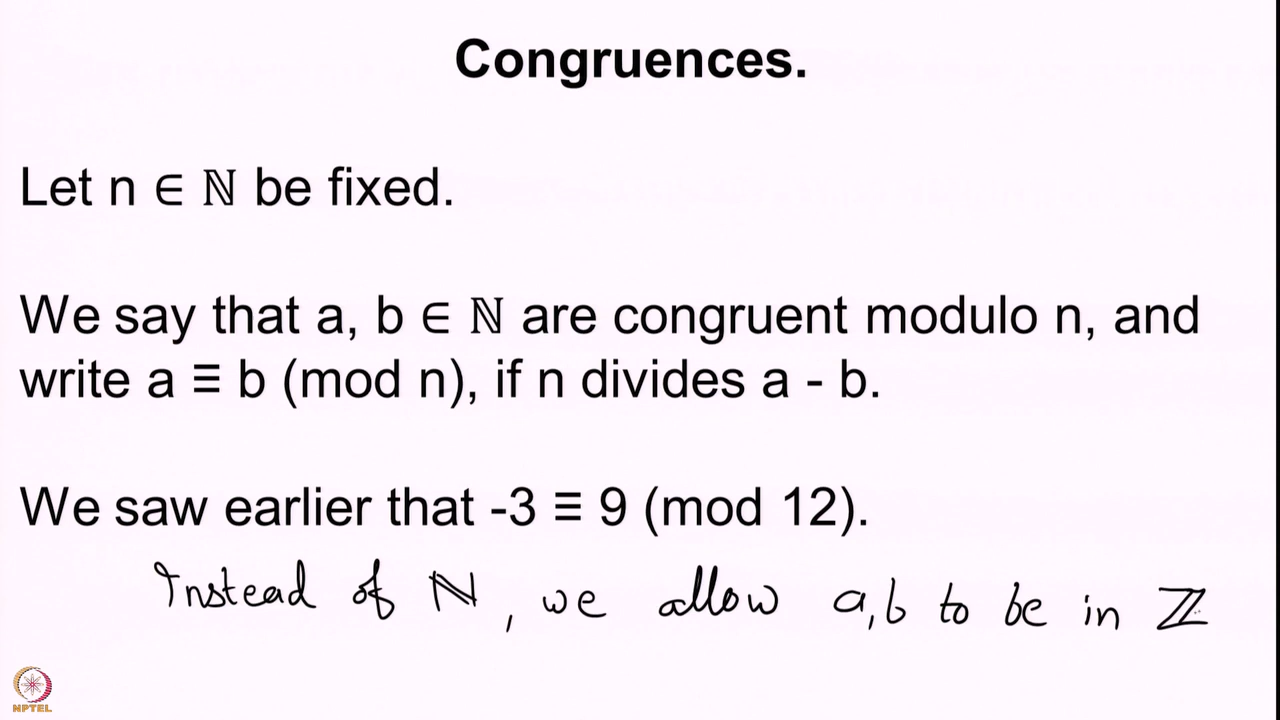 Congruences.
Let n ∈ ℕ be fixed.
We say that a, b ∈ ℕ are congruent modulo n, and
write a ≡ b (mod n), if n divides a - b.
We saw earlier that -3 ≡ 9 (mod 12).
Instead of ℕ, we allow a,b to be in ℤ
NPTEL